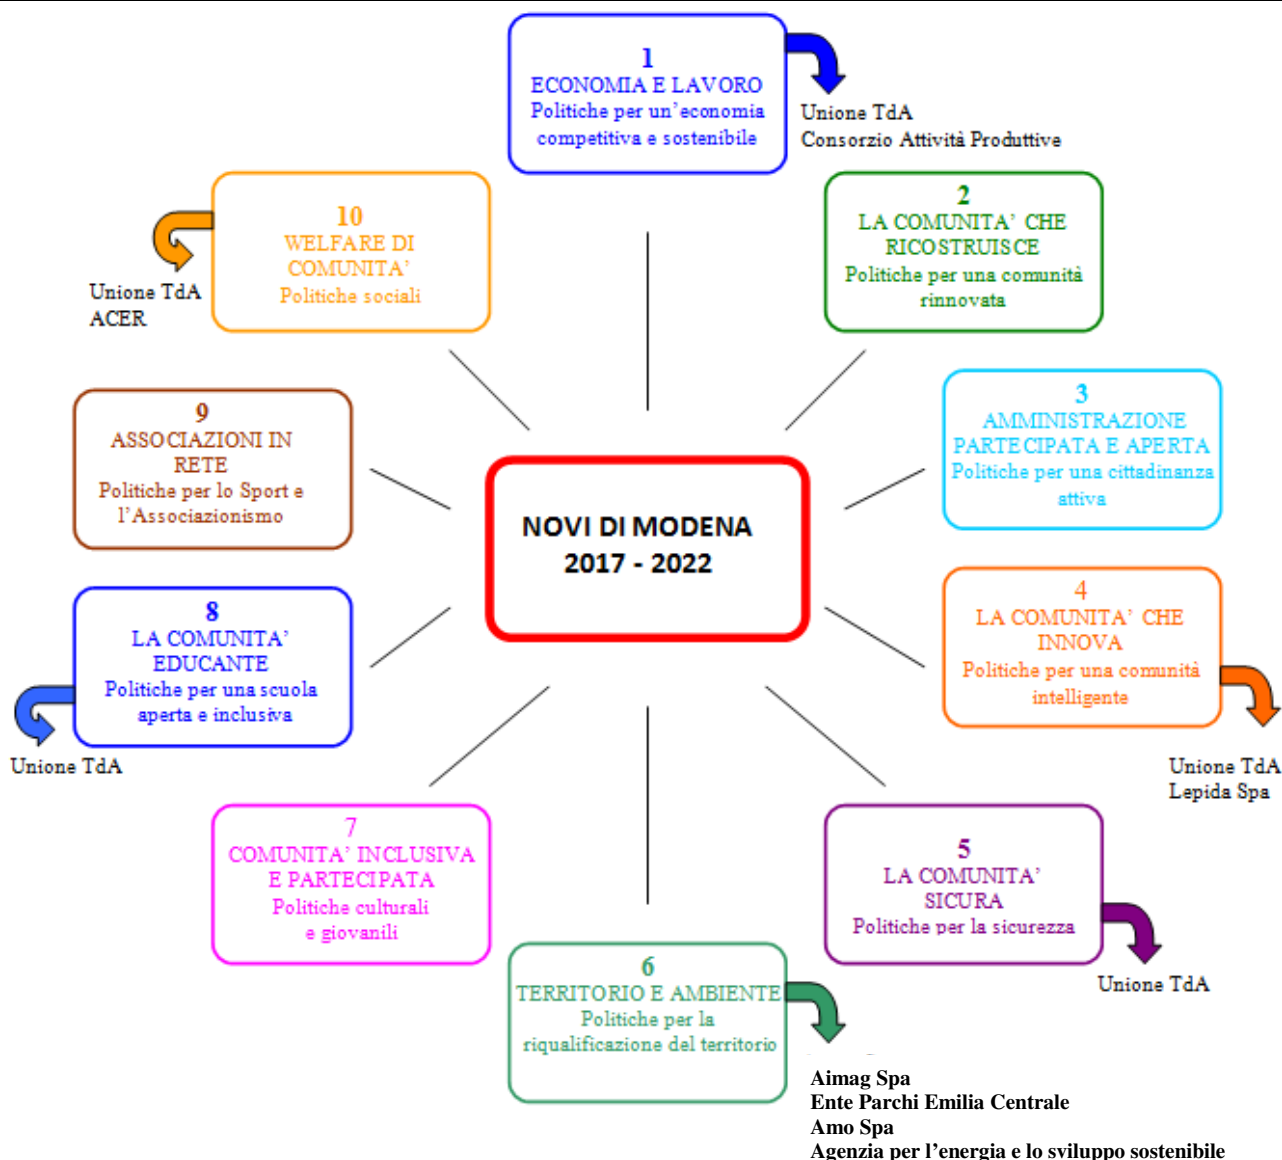 1
ECONOMIA E LAVORO
Politiche per un'economia
competitiva e sostenibile
Unione TdA
Consorzio Attività Produttive
2
LA COMUNITA' CHE
RICOSTRUISCE
Politiche per una comunità
rinnovata
3
AMMINISTRAZIONE
PARTECIPATA E APERTA
Politiche per una cittadinanza
attiva
4
LA COMUNITA' CHE
INNOVA
Politiche per una comunità
intelligente
Unione TdA
Lepida Spa
5
LA COMUNITA'
SICURA
Politiche per la sicurezza
Unione TdA
6
TERRITORIO E AMBIENTE
Politiche per la
riqualificazione del territorio
Aimag Spa
Ente Parchi Emilia Centrale
Amo Spa
Agenzia per l'energia e lo sviluppo sostenibile
7
COMUNITA' INCLUSIVA
E PARTECIPATA
Politiche culturali
e giovanili
8
LA COMUNITA'
EDUCANTE
Politiche per una scuola
aperta e inclusiva
Unione TdA
9
ASSOCIAZIONI IN
RETE
Politiche per lo Sport e
l'Associazionismo
10
WELFARE DI
COMUNITA'
Politiche sociali
Unione TdA
ACER
NOVI DI MODENA
2017 - 2022